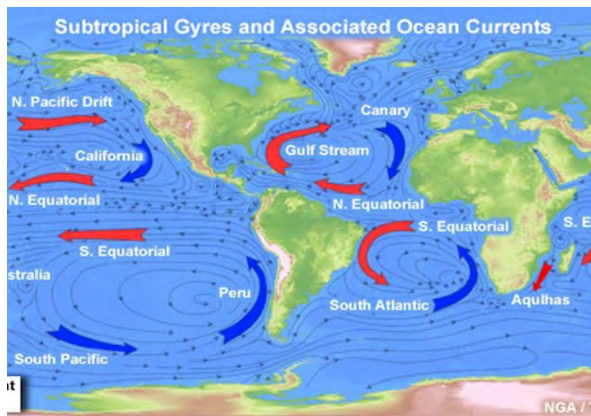 Subtropical Gyres and Associated Ocean Currents
N. Pacific Drift
Canary
California
Gulf Stream
N. Equatorial
N. Equatorial
S. Equatorial
S. E
S. Equatorial
stralia
Peru
South Atlantic
Aqulhas
South Pacific
nt
NGA /